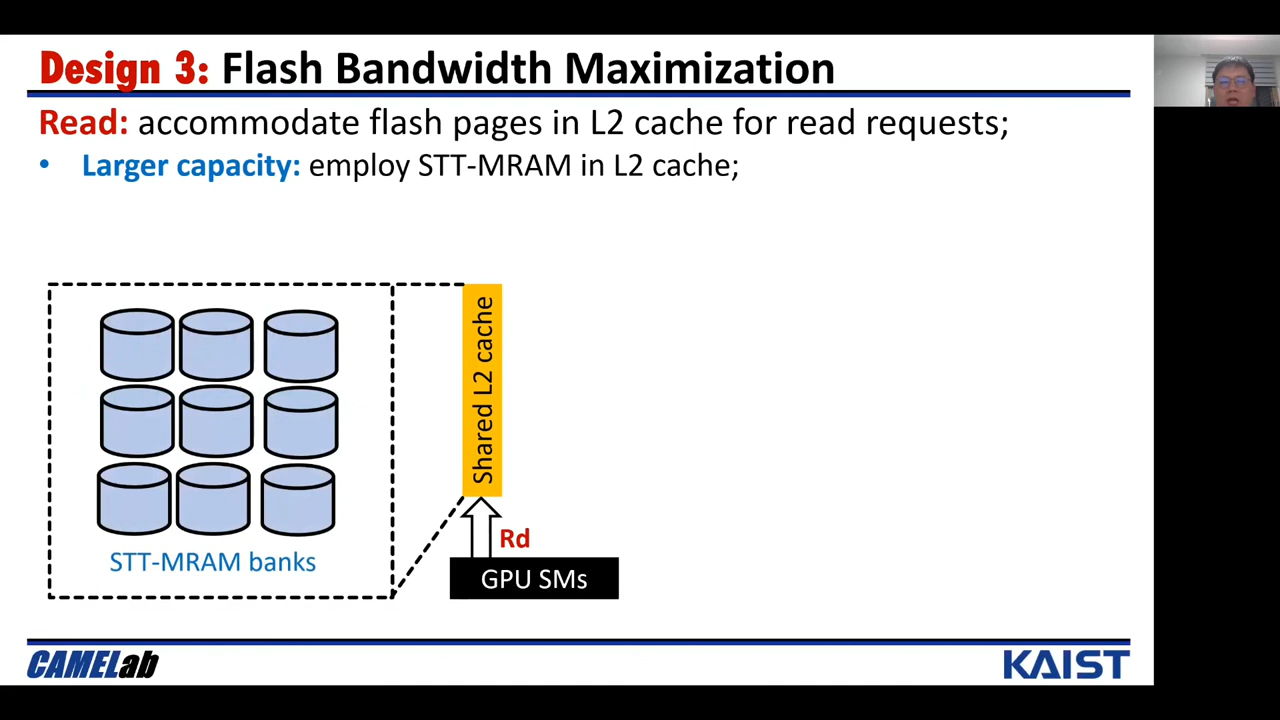 Design 3: Flash Bandwidth Maximization
Read: accommodate flash pages in L2 cache for read requests;
• Larger capacity: employ STT-MRAM in L2 cache;
Shared L2 cache
STT-MRAM banks
Rd
GPU SMs
CAMELab
KAIST